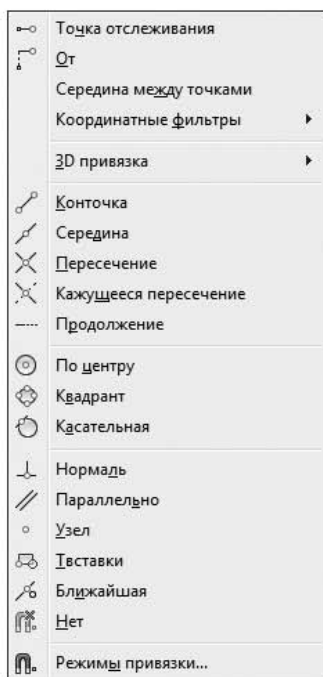 Точка отслеживания
От
Середина между точками
Координатные фильтры
3D привязка
Конточка
Середина
Пересечение
Кажущееся пересечение
Продолжение
По центру
Квадрант
Касательная
Нормаль
Параллельно
Узел
Твставки
Ближайшая
Нет
Режимы привязки...